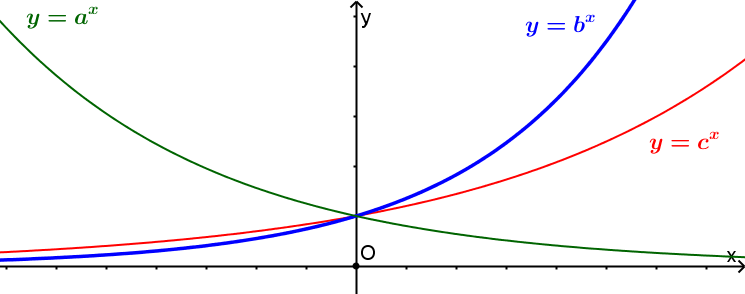 y = a^x
y
y = b^x
y = c^x
O
x